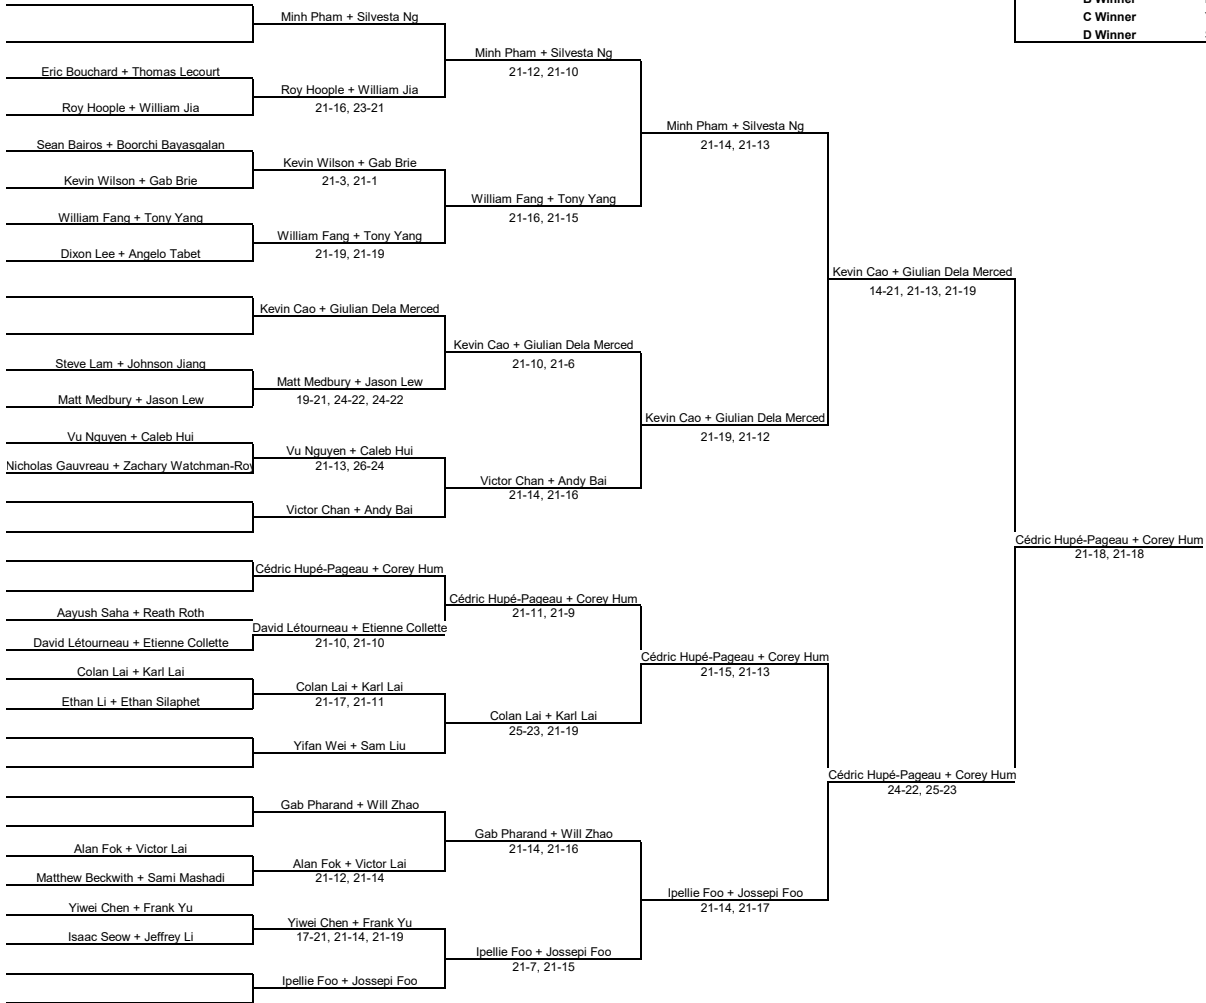 B Winner
C Winner
D Winner
Minh Pham + Silvesta Ng
Minh Pham + Silvesta Ng
21-12, 21-10
Eric Bouchard + Thomas Lecourt
Roy Hoople + William Jia
21-16, 23-21
Roy Hoople + William Jia
Minh Pham + Silvesta Ng
21-14, 21-13
Sean Bairos + Boorchi Bayasgalan
Kevin Wilson + Gab Brie
21-3, 21-1
Kevin Wilson + Gab Brie
William Fang + Tony Yang
21-16, 21-15
William Fang + Tony Yang
William Fang + Tony Yang
21-19, 21-19
Dixon Lee + Angelo Tabet
Kevin Cao + Giulian Dela Merced
14-21, 21-13, 21-19
Kevin Cao + Giulian Dela Merced
Kevin Cao + Giulian Dela Merced
21-10, 21-6
Steve Lam + Johnson Jiang
Matt Medbury + Jason Lew
19-21, 24-22, 24-22
Matt Medbury + Jason Lew
Kevin Cao + Giulian Dela Merced
21-19, 21-12
Vu Nguyen + Caleb Hui
Vu Nguyen + Caleb Hui
21-13, 26-24
Nicholas Gauvreau + Zachary Watchman-Roy
Victor Chan + Andy Bai
21-14, 21-16
Victor Chan + Andy Bai
Cédric Hupé-Pageau + Corey Hum
21-18, 21-18
Cédric Hupé-Pageau + Corey Hum
Cédric Hupé-Pageau + Corey Hum
21-11, 21-9
Aayush Saha + Reath Roth
David Létourneau + Etienne Collette
21-10, 21-10
David Létourneau + Etienne Collette
Cédric Hupé-Pageau + Corey Hum
21-15, 21-13
Colan Lai + Karl Lai
Colan Lai + Karl Lai
21-17, 21-11
Ethan Li + Ethan Silaphet
Colan Lai + Karl Lai
25-23, 21-19
Yifan Wei + Sam Liu
Cédric Hupé-Pageau + Corey Hum
24-22, 25-23
Gab Pharand + Will Zhao
Gab Pharand + Will Zhao
21-14, 21-16
Alan Fok + Victor Lai
Alan Fok + Victor Lai
21-12, 21-14
Matthew Beckwith + Sami Mashadi
Ipellie Foo + Jossepi Foo
21-14, 21-17
Yiwei Chen + Frank Yu
Yiwei Chen + Frank Yu
17-21, 21-14, 21-19
Isaac Seow + Jeffrey Li
Ipellie Foo + Jossepi Foo
21-7, 21-15
Ipellie Foo + Jossepi Foo